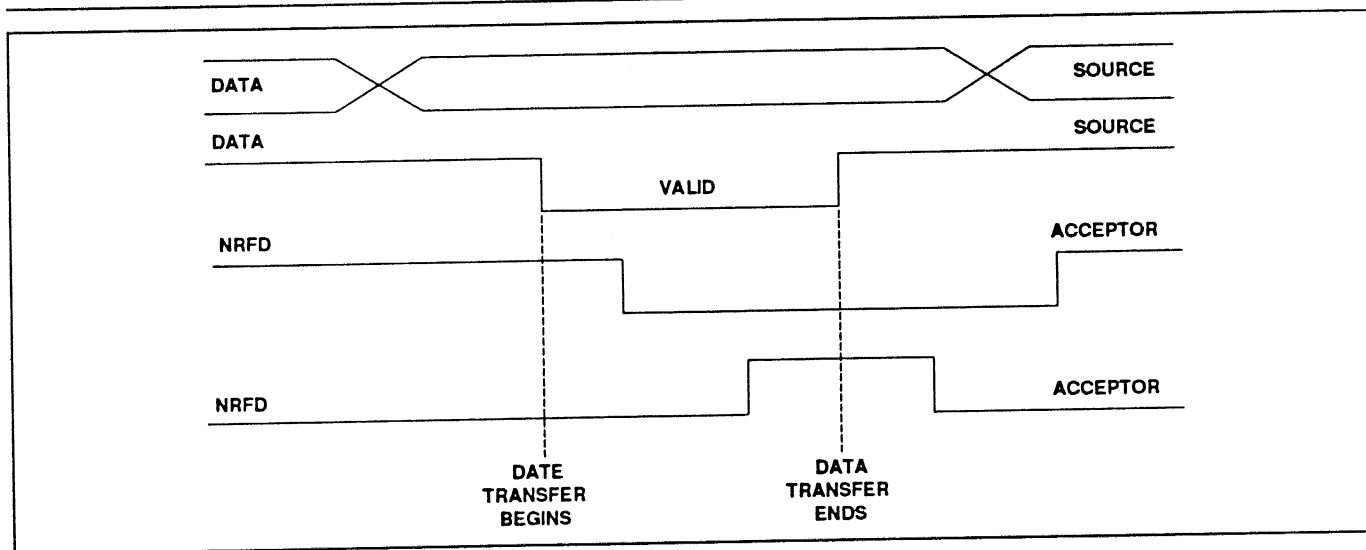 DATA
SOURCE
DATA
SOURCE
VALID
NRFD
ACCEPTOR
NRFD
ACCEPTOR
DATE
TRANSFER
BEGINS
DATA
TRANSFER
ENDS